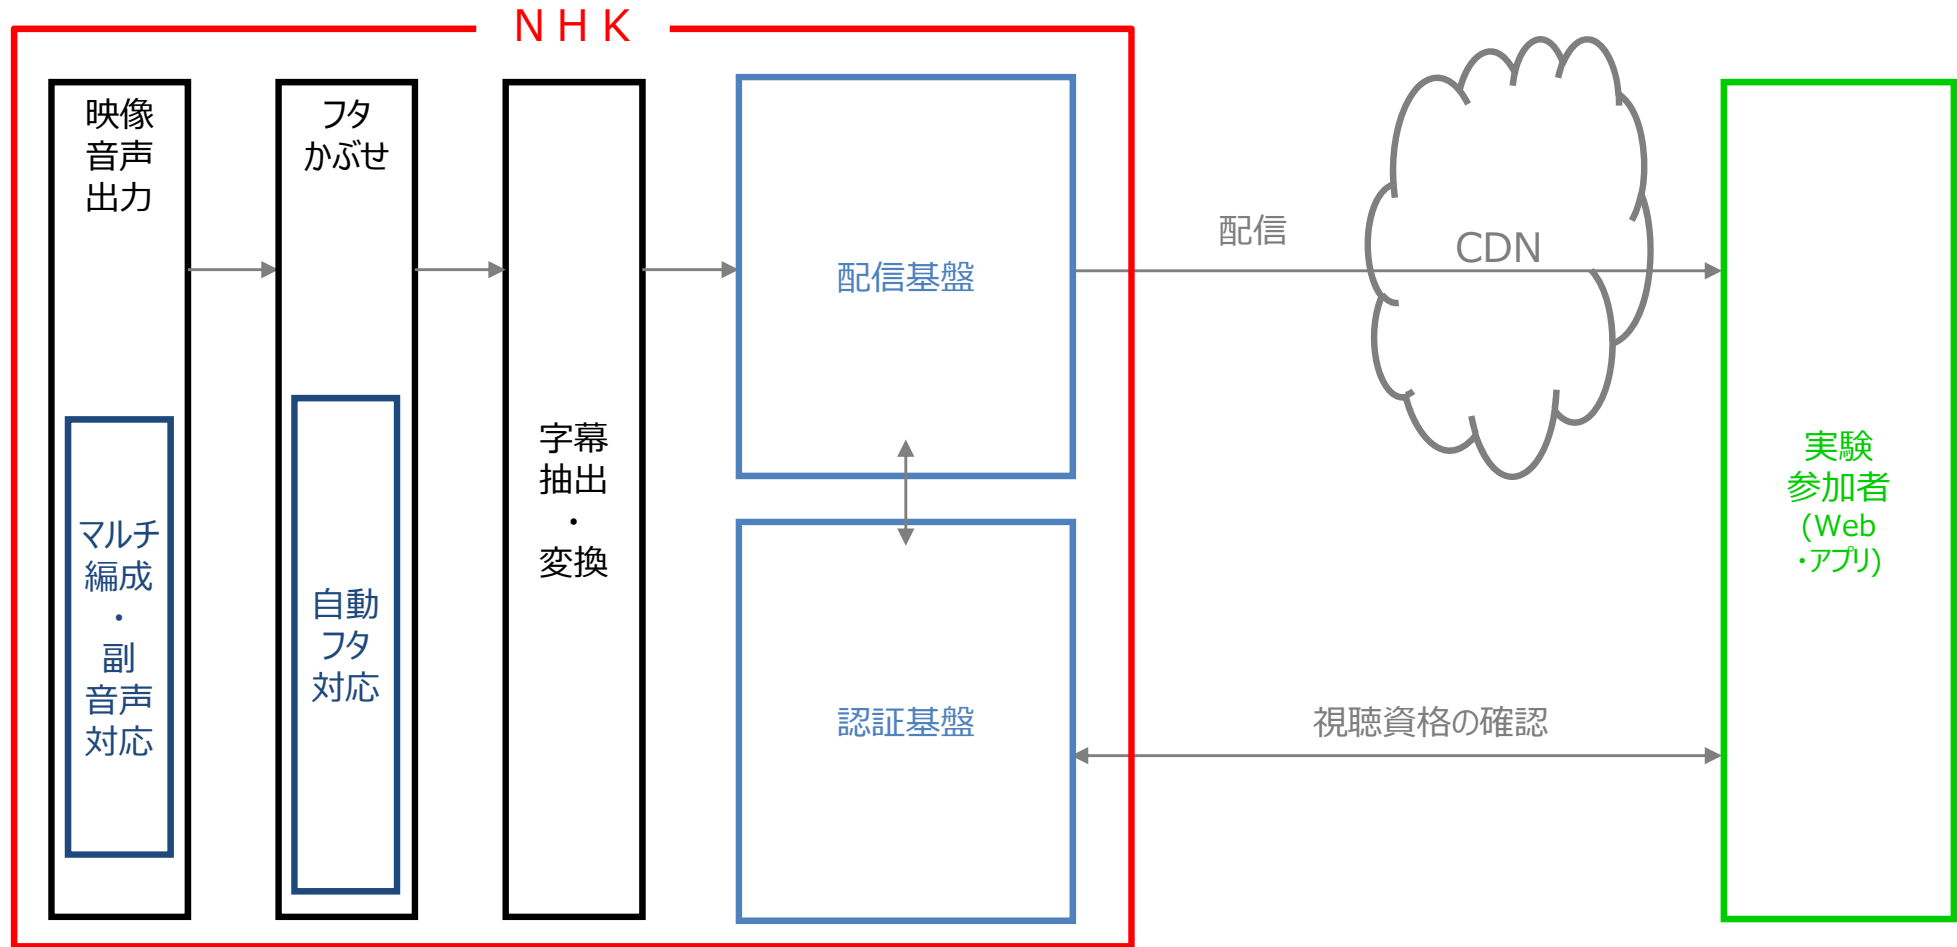 ＮＨＫ
映像
音声
出力
マルチ
編成
・
副
音声
対応
フタ
かぶせ
自動
フタ
対応
字幕
抽出
・
変換
配信基盤
認証基盤
配信
CDN
視聴資格の確認
実験
参加者
(Web
・アプリ)